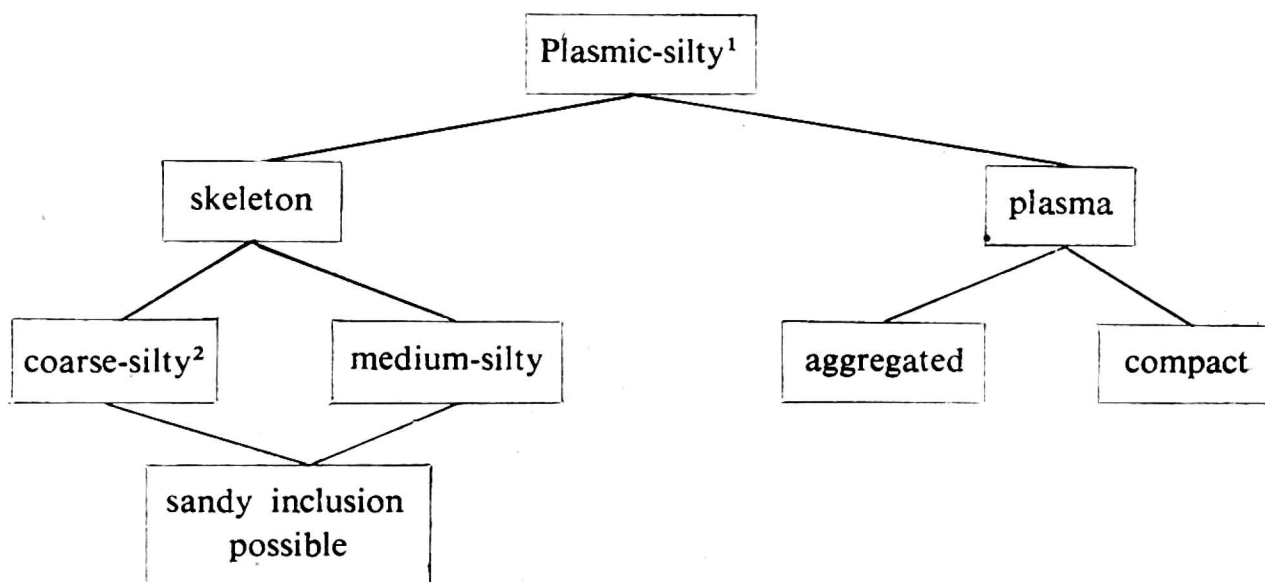 Plasmic-silty¹
skeleton
plasma
coarse-silty²
medium-silty
aggregated
compact
sandy inclusion
possible